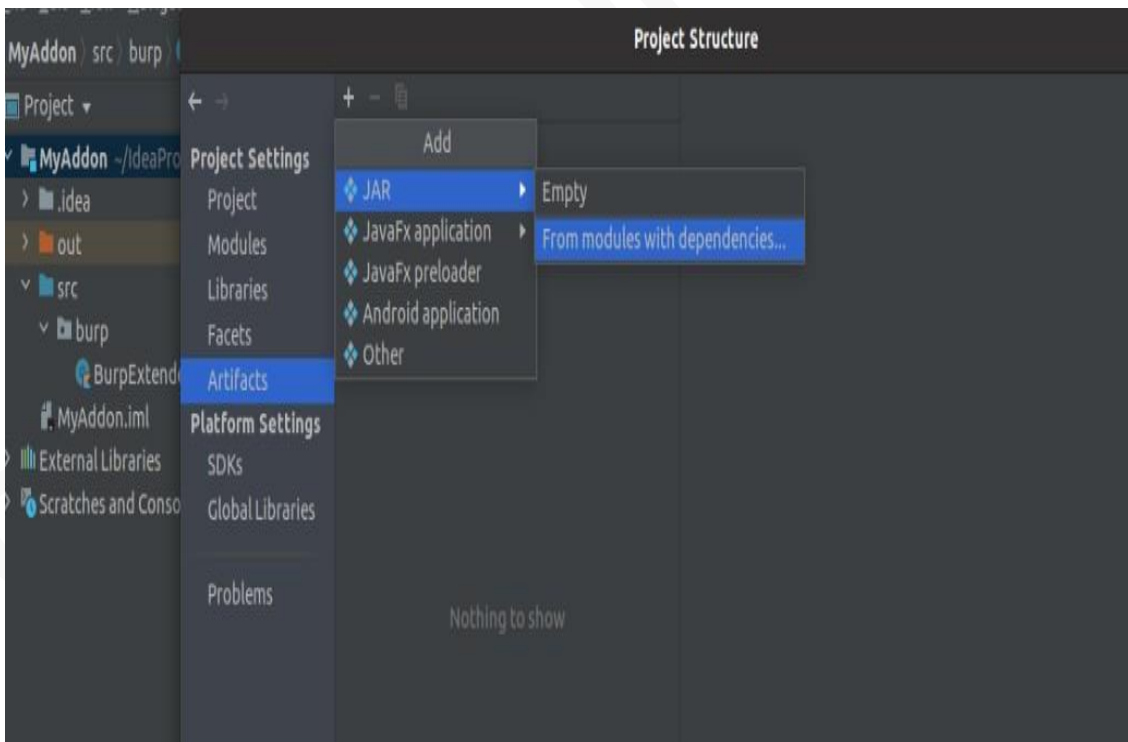 MyAddon
src
burp
Project Structure
Project
MyAddon ~/IdeaPro
.idea
out
src
burp
BurpExtend
MyAddon.iml
External Libraries
Scratches and Conso
Project Settings
Project
Modules
Libraries
Facets
Artifacts
Platform Settings
SDKs
Global Libraries
Problems
Add
JAR
JavaFx application
JavaFx preloader
Android application
Other
Empty
From modules with dependencies...
Nothing to show